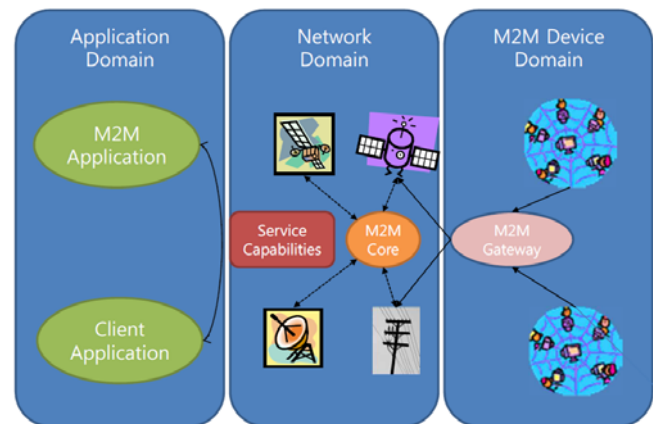 Application
Domain
Network
Domain
M2M Device
Domain
M2M
Application
Service
Capabilities
M2M
Core
M2M
Gateway
Client
Application